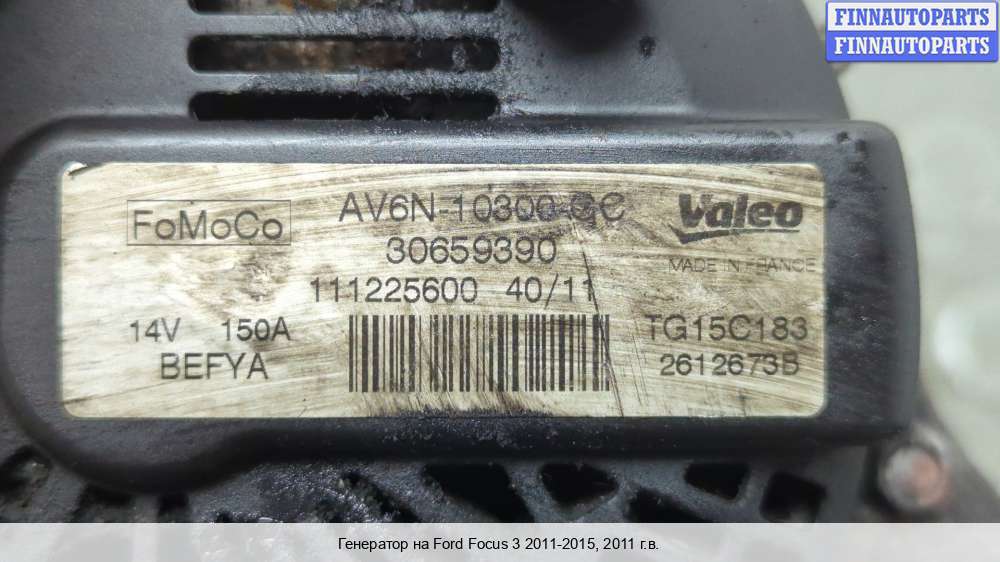 FINNAUTOPARTS
FINNAUTOPARTS
FoMoCo
AV6N-10300-GC
Valeo
30659390
MADE IN FRANCE
111225600 40/11
14V 150A
TG15C183
BEFYA
2612673B
Генератор на Ford Focus 3 2011-2015, 2011 г.в.